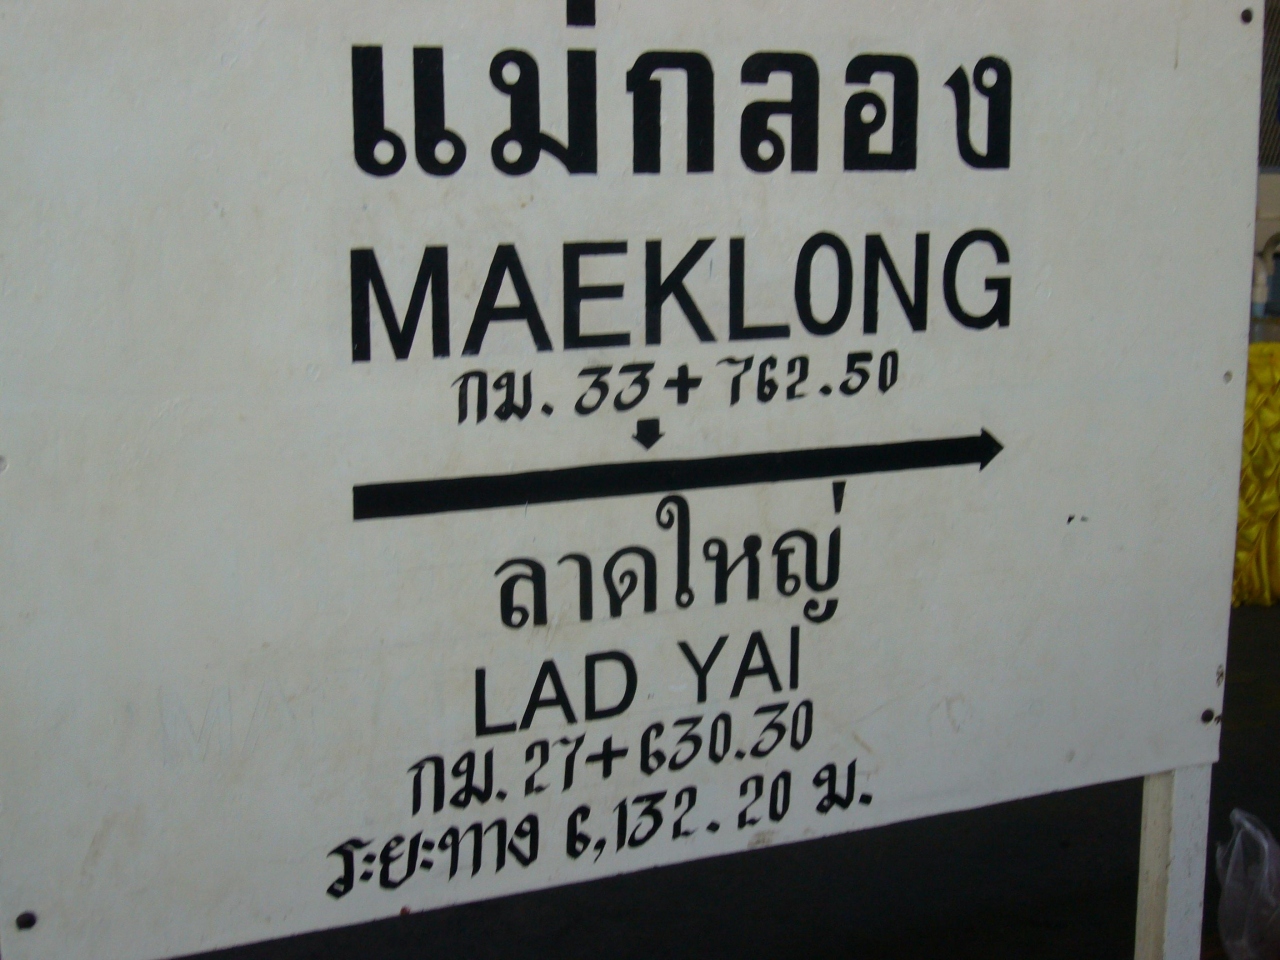 แม่กลอง
MAEKLONG
กม. 33+762.50
ลาดใหญ่
LAD YAI
กม. 27+630.30
ระยะทาง 6,132.20 ม.